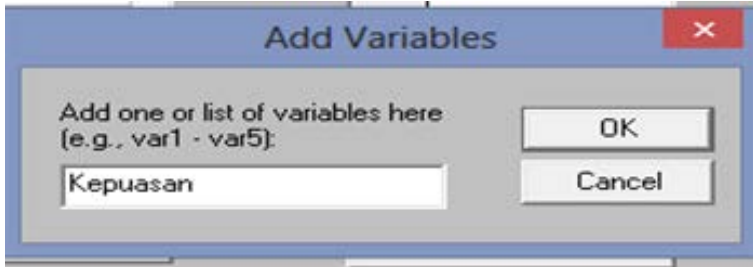 Add Variables
Add one or list of variables here
(e.g., var1 - var5):
Kepuasan
OK
Cancel